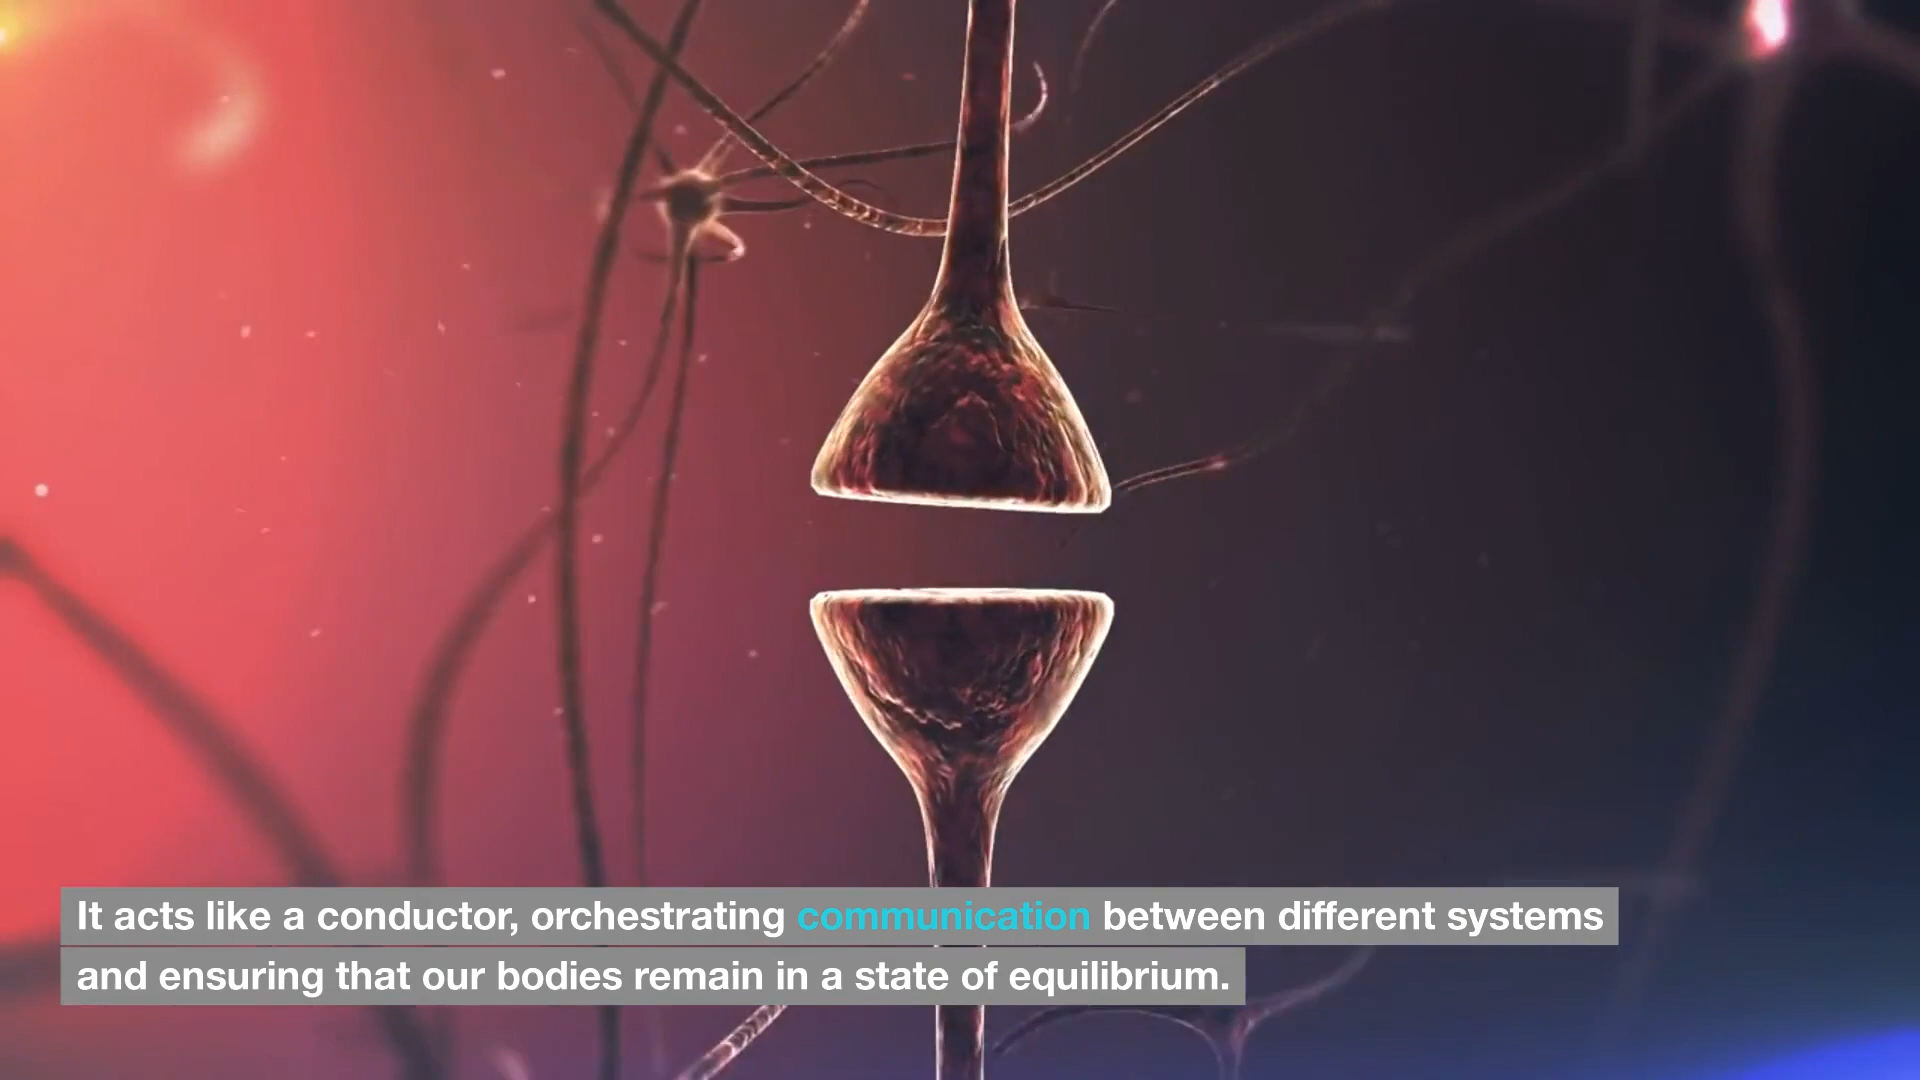 It acts like a conductor, orchestrating communication between different systems
and ensuring that our bodies remain in a state of equilibrium.